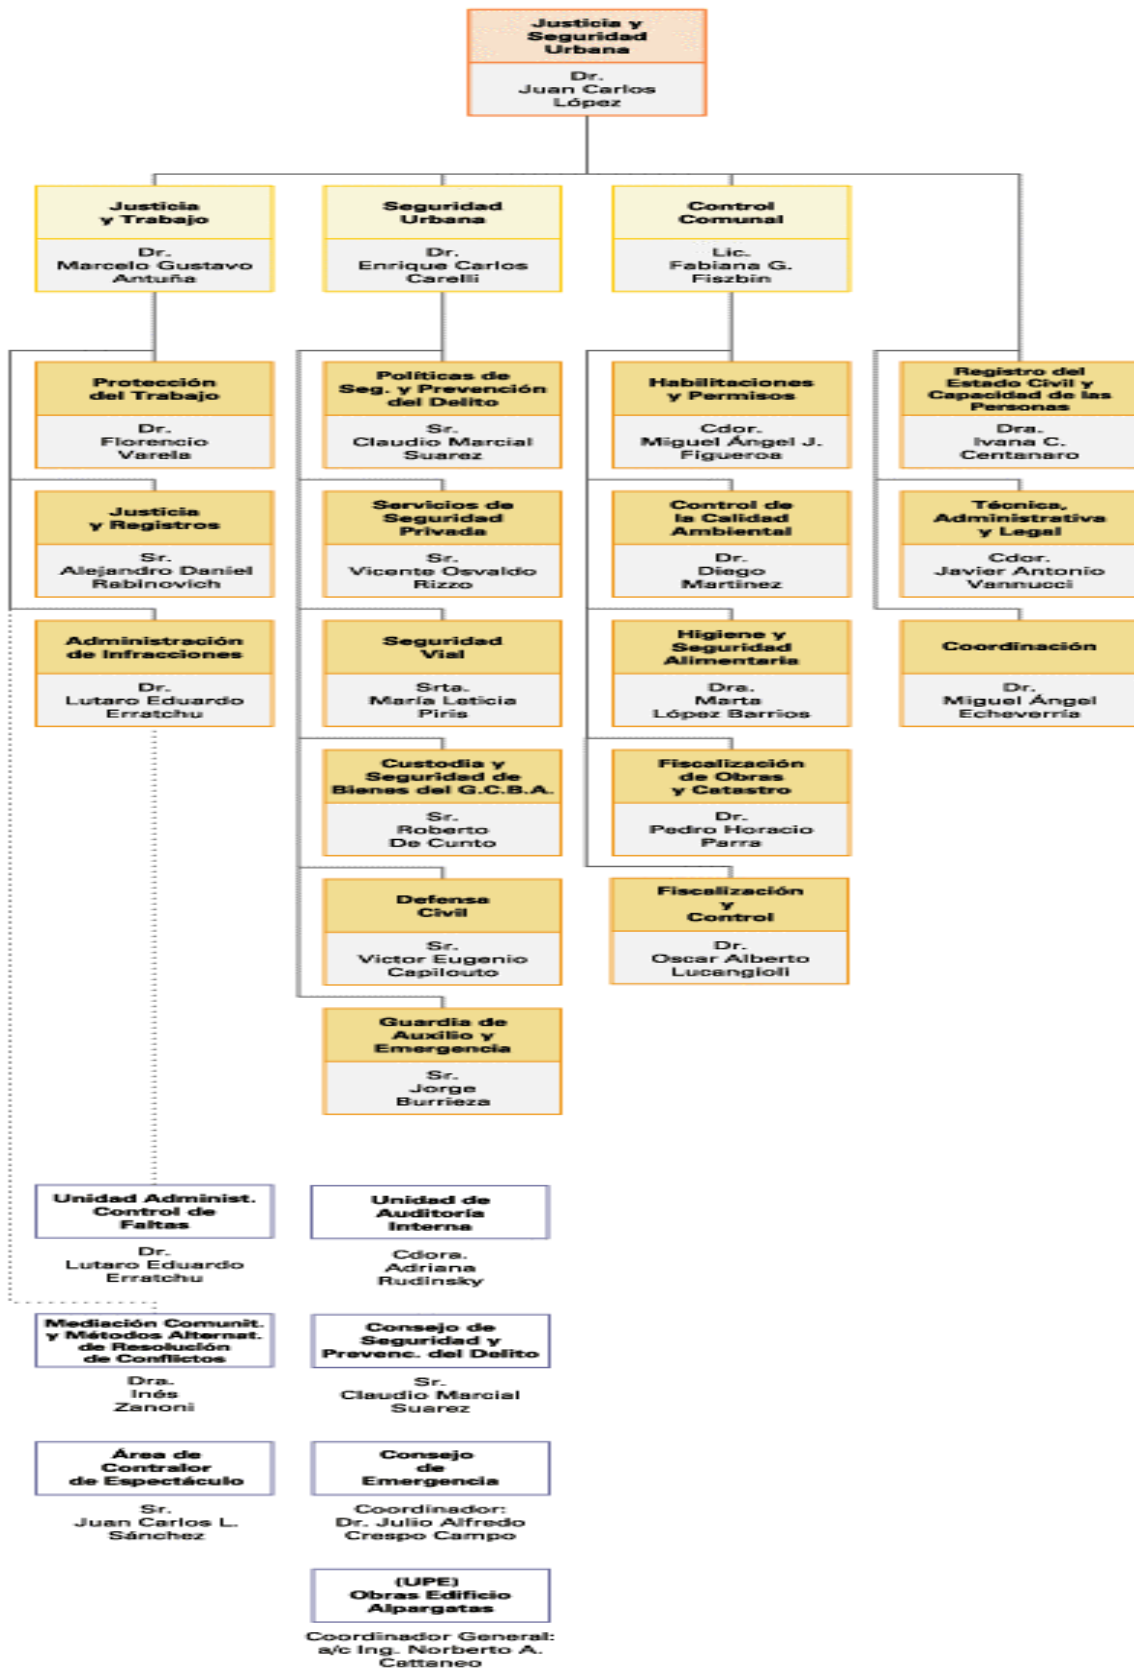 Justicia y
Seguridad
Urbana
Dr.
Juan Carlos
López
Justicia
y Trabajo
Dr.
Marcelo Gustavo
Antuña
Seguridad
Urbana
Dr.
Enrique Carlos
Carelli
Control
Comunal
Lic.
Fabiana G.
Fiszbin
Protección
del Trabajo
Dr.
Florencio
Varela
Políticas de
Seg. y Prevención
del Delito
Sr.
Claudio Marcial
Suarez
Habilitaciones
y Permisos
Cdor.
Miguel Ángel J.
Figueroa
Registro del
Estado Civil y
Capacidad de las
Personas
Dra.
Ivana C.
Centanaro
Justicia
y Registros
Sr.
Alejandro Daniel
Rabinovich
Servicios de
Seguridad
Privada
Sr.
Vicente Osvaldo
Rizzo
Control de
la Calidad
Ambiental
Dr.
Diego
Martinez
Técnica,
Administrativa
y Legal
Cdor.
Javier Antonio
Vannucci
Administración
de Infracciones
Dr.
Lutaro Eduardo
Erratchu
Seguridad
Vial
Srta.
María Leticia
Piris
Higiene y
Seguridad
Alimentaria
Dra.
Marta
López Barrios
Coordinación
Dr.
Miguel Ángel
Echeverría
Custodia y
Seguridad de
Bienes del G.C.B.A.
Sr.
Roberto
De Cunto
Fiscalización
de Obras
y Catastro
Dr.
Pedro Horacio
Parra
Defensa
Civil
Sr.
Victor Eugenio
Capilouto
Fiscalización
y
Control
Dr.
Oscar Alberto
Lucangioli
Guardia de
Auxilio y
Emergencia
Sr.
Jorge
Burrieza
Unidad Administ.
Control de
Faltas
Dr.
Lutaro Eduardo
Erratchu
Unidad de
Auditoría
Interna
Cdora.
Adriana
Rudinsky
Mediación Comunit.
y Métodos Alternat.
de Resolución
de Conflictos
Dra.
Inés
Zanoni
Consejo de
Seguridad y
Prevenc. del Delito
Sr.
Claudio Marcial
Suarez
Área de
Contralor
de Espectáculo
Sr.
Juan Carlos L.
Sánchez
Consejo
de
Emergencia
Coordinador:
Dr. Julio Alfredo
Crespo Campo
(UPE)
Obras Edificio
Alpargatas
Coordinador General:
a/c Ing. Norberto A.
Cattaneo